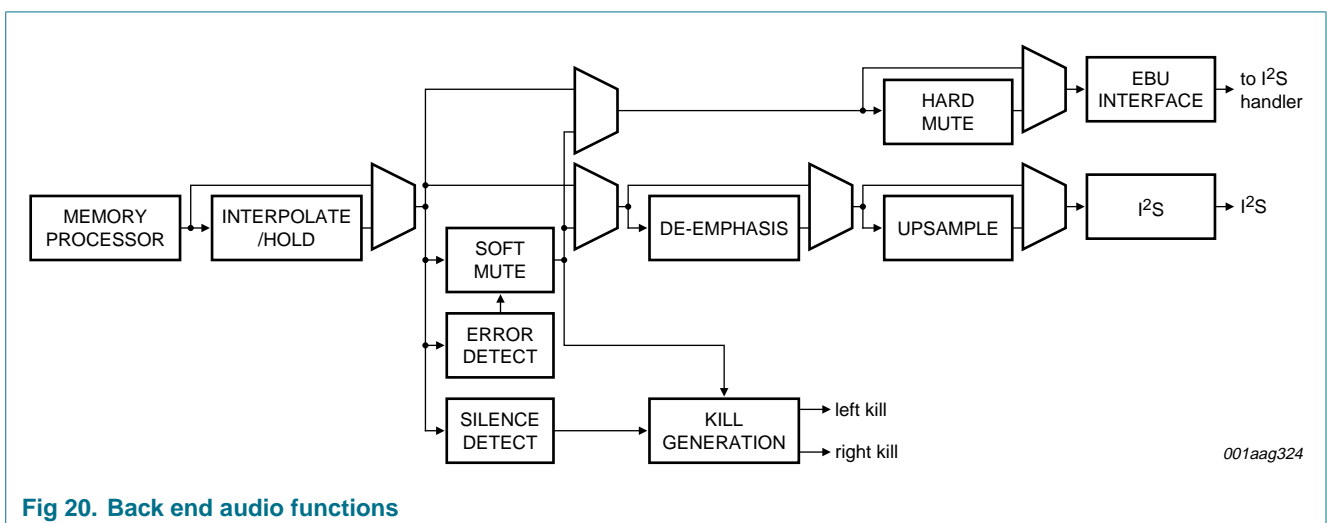 EBU
INTERFACE
to I²S
handler
HARD
MUTE
MEMORY
PROCESSOR
INTERPOLATE
/HOLD
DE-EMPHASIS
UPSAMPLE
I²S
I²S
SOFT
MUTE
ERROR
DETECT
SILENCE
DETECT
KILL
GENERATION
left kill
right kill
001aag324
Fig 20. Back end audio functions